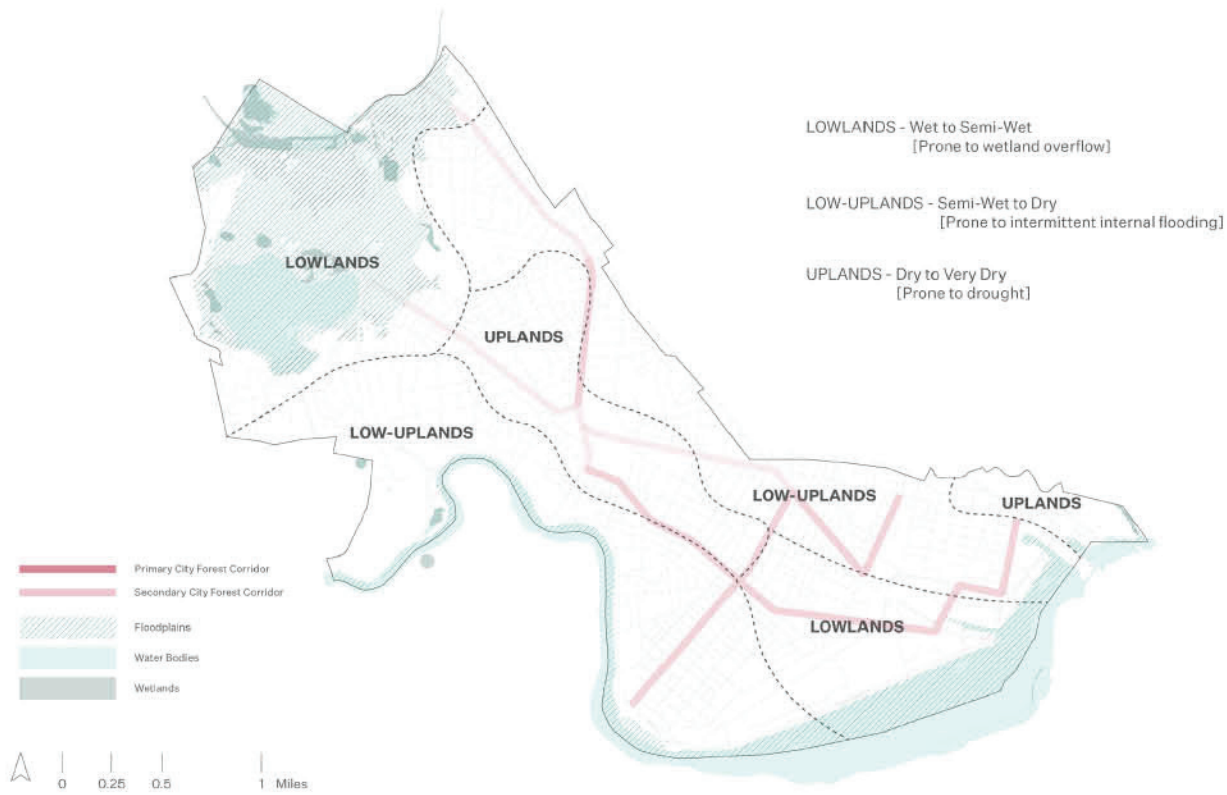 LOWLANDS - Wet to Semi-Wet
[Prone to wetland overflow]
LOW-UPLANDS - Semi-Wet to Dry
[Prone to intermittent internal flooding]
UPLANDS - Dry to Very Dry
[Prone to drought]
LOWLANDS
UPLANDS
LOW-UPLANDS
LOW-UPLANDS
UPLANDS
LOWLANDS
Primary City Forest Corridor
Secondary City Forest Corridor
Floodplains
Water Bodies
Wetlands
0 0.25 0.5 1 Miles